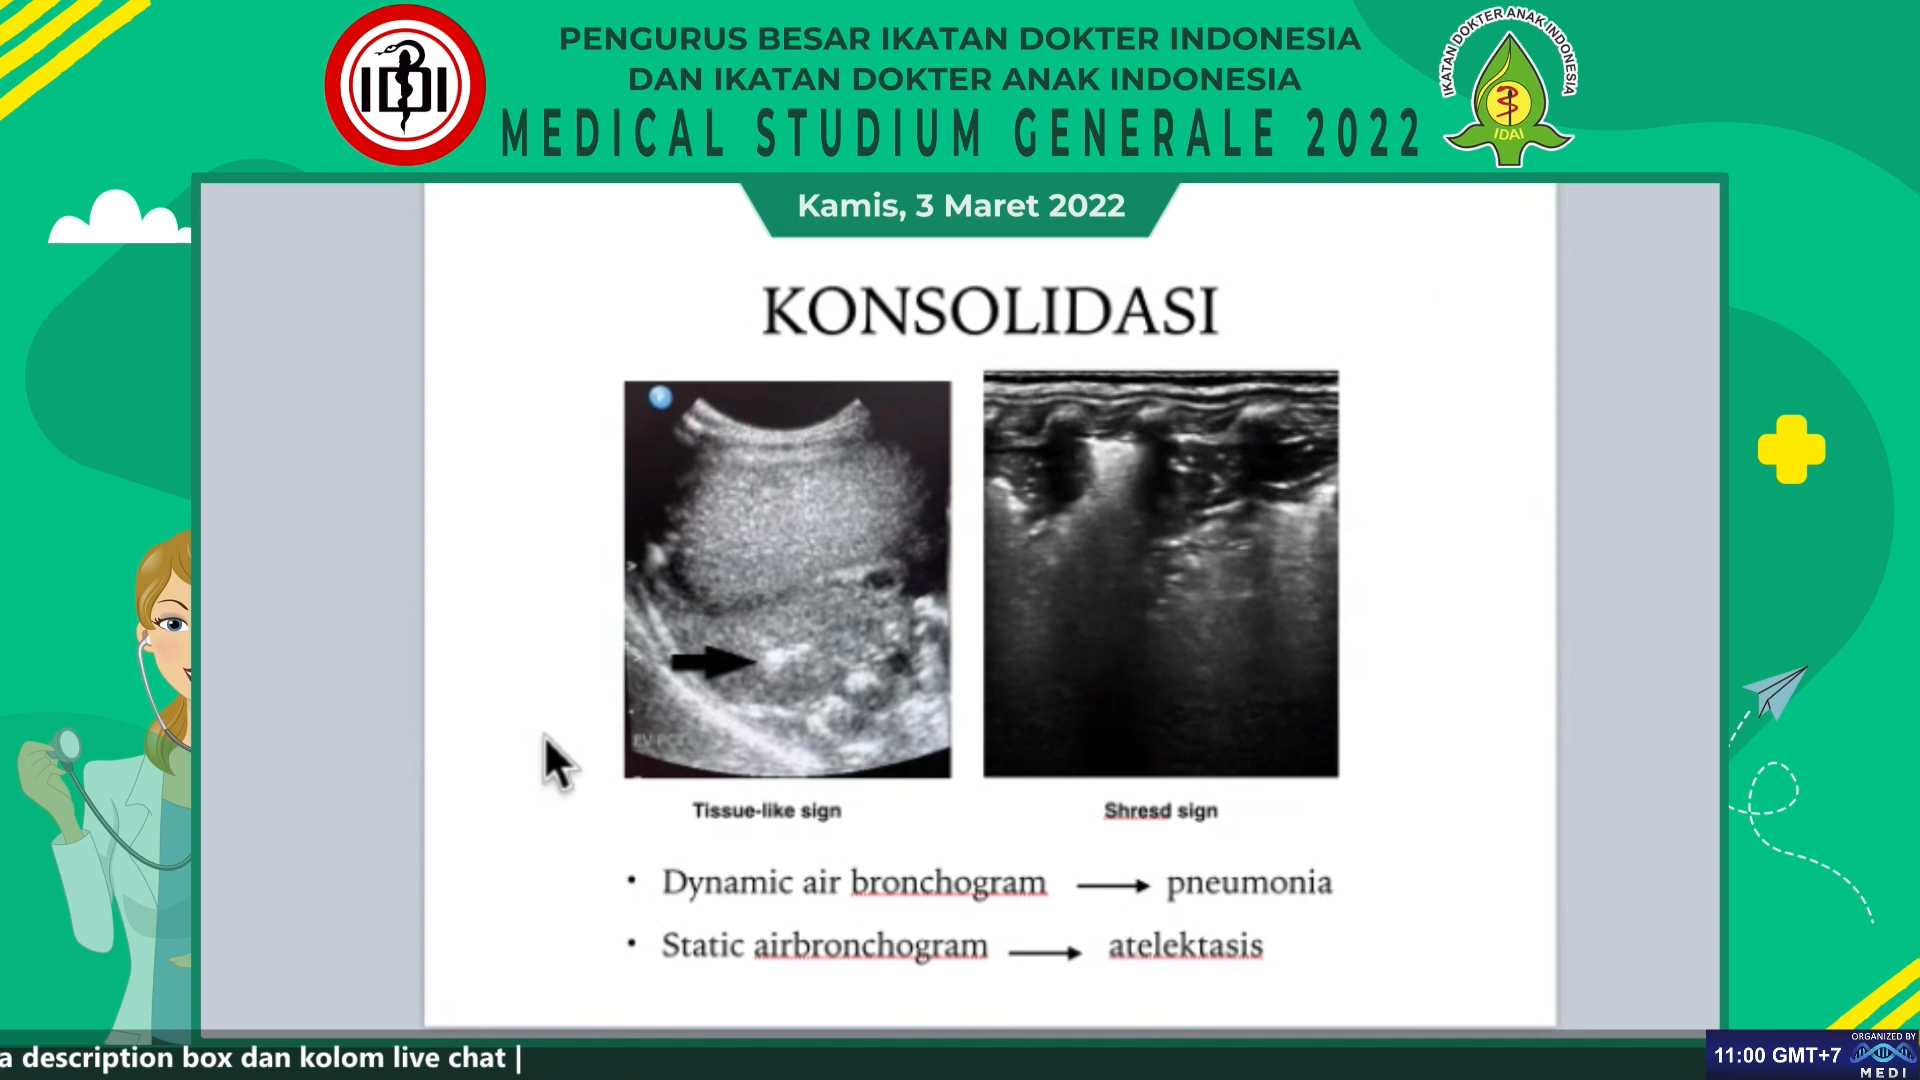 PENGURUS BESAR IKATAN DOKTER INDONESIA
DAN IKATAN DOKTER ANAK INDONESIA
MEDICAL STUDIUM GENERALE 2022
IDI
IKATAN DOKTER ANAK INDONESIA
IDAI
Kamis, 3 Maret 2022
KONSOLIDASI
Tissue-like sign
Shresd sign
• Dynamic air bronchogram → pneumonia
• Static airbronchogram → atelektasis
a description box dan kolom live chat |
11:00 GMT+7
ORGANIZED BY
MEDI